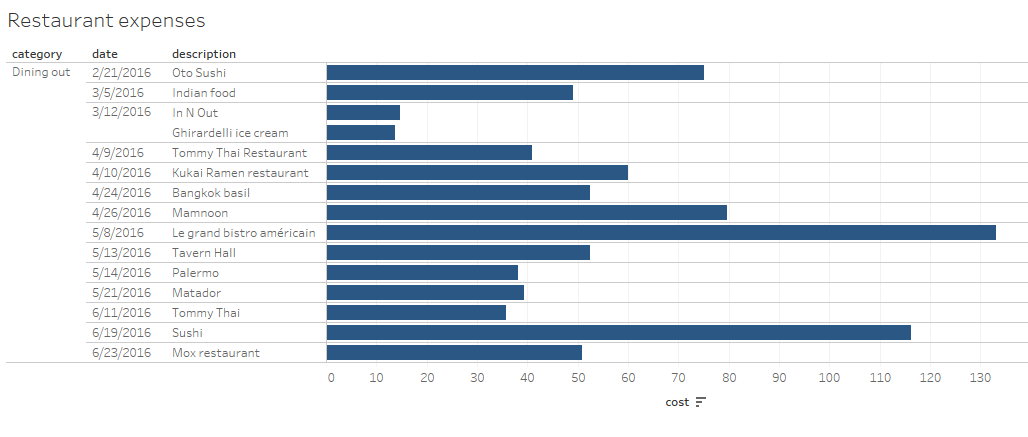 Restaurant expenses
category date description
Dining out 2/21/2016 Oto Sushi
3/5/2016 Indian food
3/12/2016 In N Out
Ghirardelli ice cream
4/9/2016 Tommy Thai Restaurant
4/10/2016 Kukai Ramen restaurant
4/24/2016 Bangkok basil
4/26/2016 Mamnoon
5/8/2016 Le grand bistro américain
5/13/2016 Tavern Hall
5/14/2016 Palermo
5/21/2016 Matador
6/11/2016 Tommy Thai
6/19/2016 Sushi
6/23/2016 Mox restaurant
0 10 20 30 40 50 60 70 80 90 100 110 120 130
cost